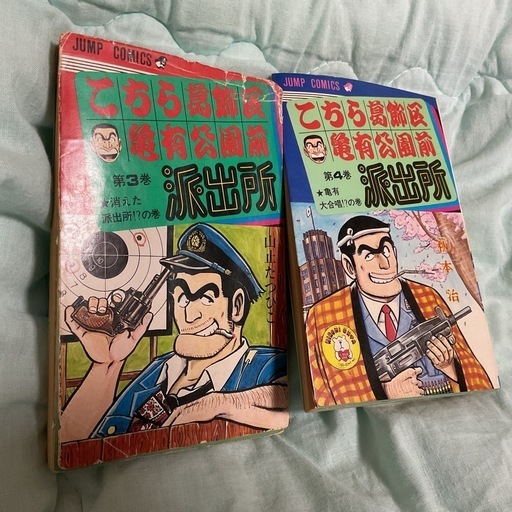 JUMP COMICS
こちら葛飾区
亀有公園前
派出所
第3巻
★消えた
派出所!?の巻
山止たつひこ
JUMP COMICS
こちら葛飾区
亀有公園前
派出所
第4巻
★亀有
大合唱!?の巻
秋本治